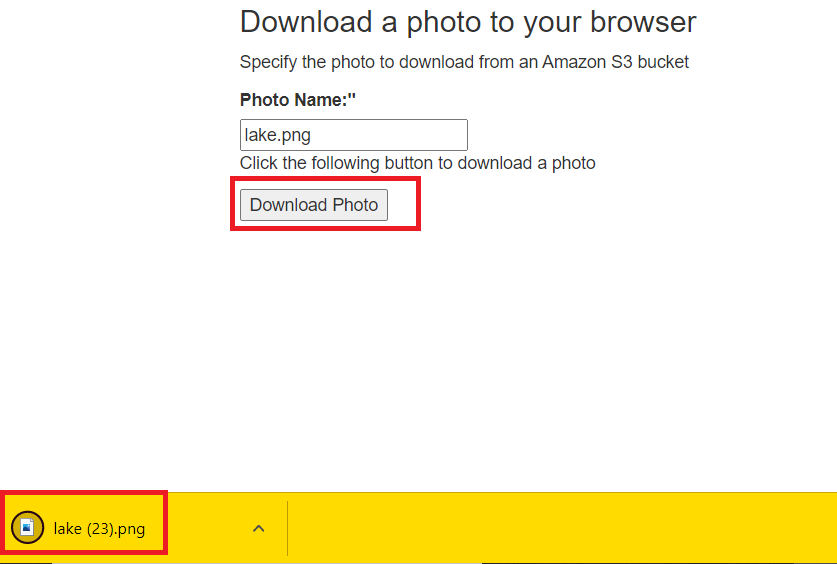 Download a photo to your browser
Specify the photo to download from an Amazon S3 bucket
Photo Name:"
lake.png
Click the following button to download a photo
Download Photo
lake (23).png